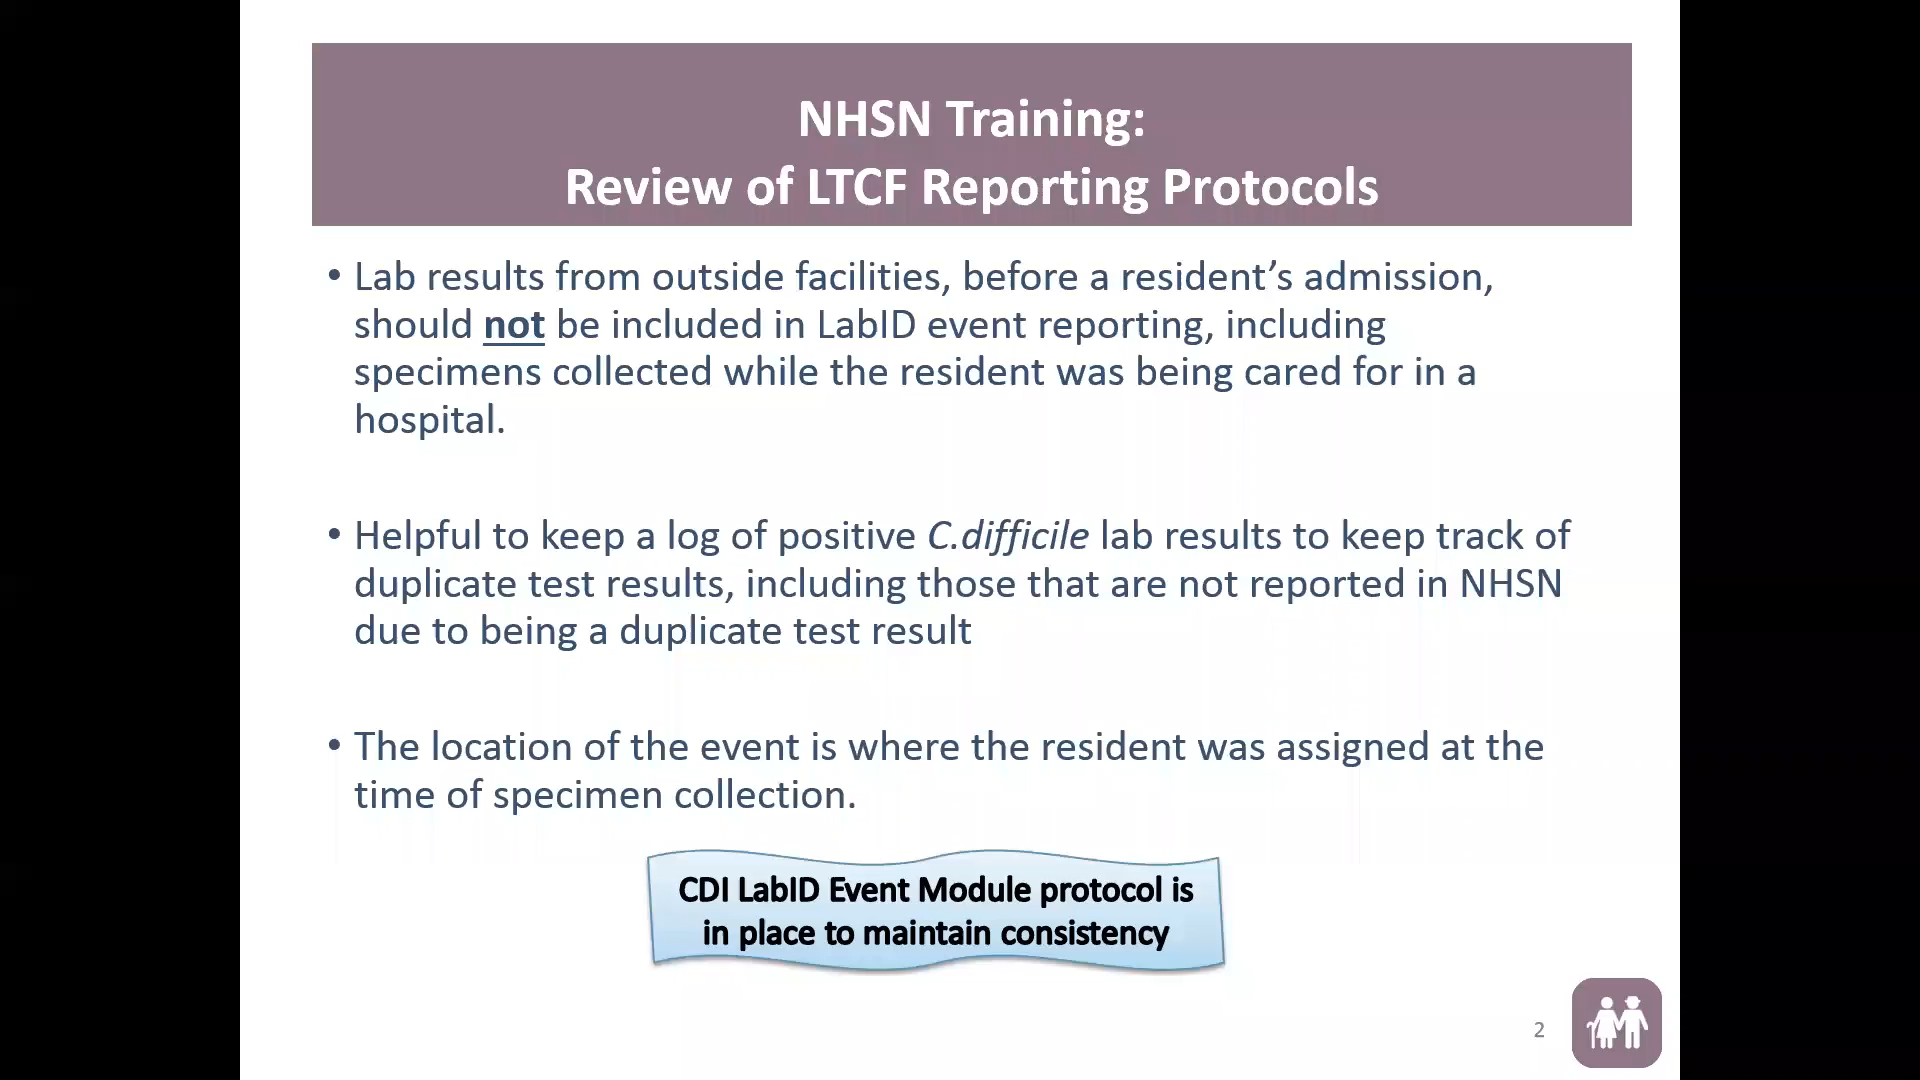 NHSN Training:
Review of LTCF Reporting Protocols
• Lab results from outside facilities, before a resident’s admission,
should not be included in LabID event reporting, including
specimens collected while the resident was being cared for in a
hospital.
• Helpful to keep a log of positive C.difficile lab results to keep track of
duplicate test results, including those that are not reported in NHSN
due to being a duplicate test result
• The location of the event is where the resident was assigned at the
time of specimen collection.
CDI LabID Event Module protocol is
in place to maintain consistency
2